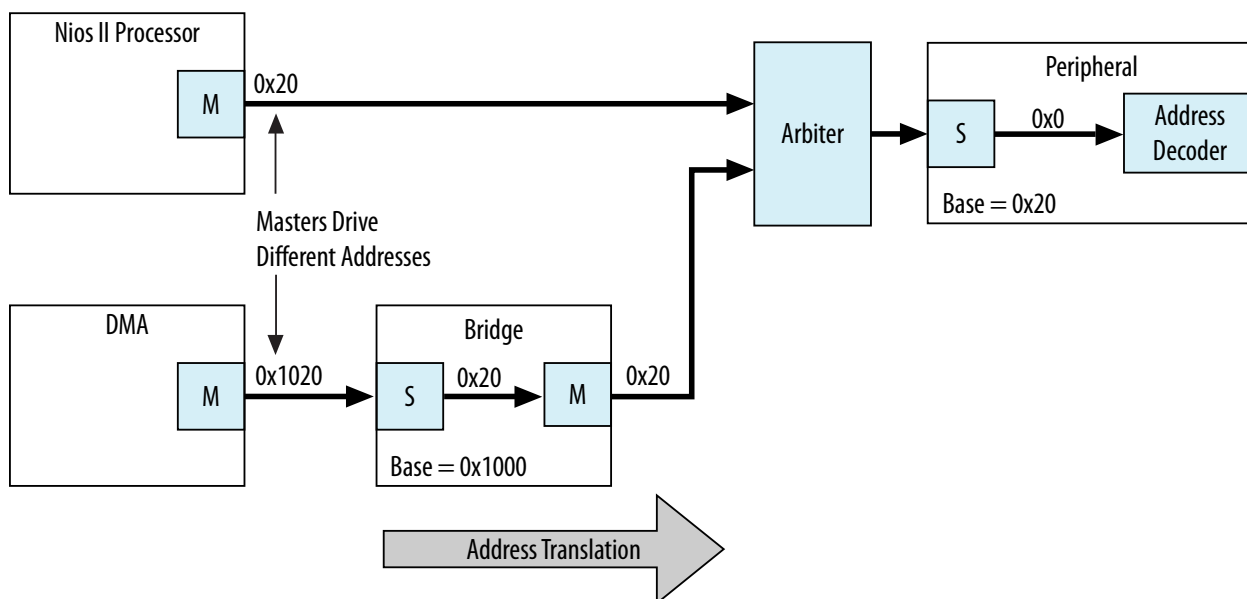 Nios II Processor
M
0x20
Arbiter
Peripheral
S
0x0
Address
Decoder
Base = 0x20
Masters Drive
Different Addresses
DMA
M
0x1020
Bridge
S
0x20
M
0x20
Base = 0x1000
Address Translation